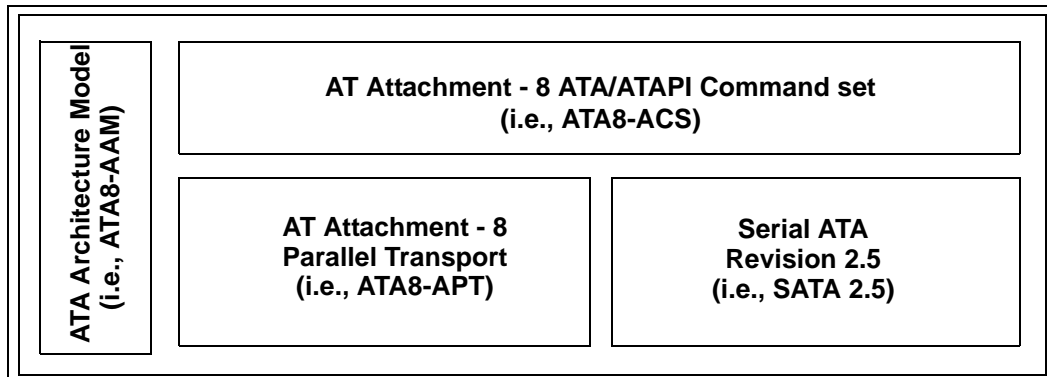 ATA Architecture Model
(i.e., ATA8-AAM)
AT Attachment - 8 ATA/ATAPI Command set
(i.e., ATA8-ACS)
AT Attachment - 8
Parallel Transport
(i.e., ATA8-APT)
Serial ATA
Revision 2.5
(i.e., SATA 2.5)